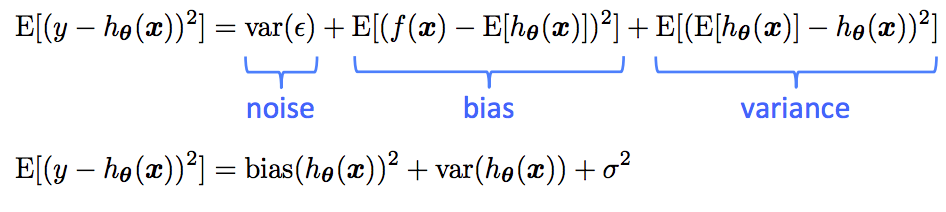 E[(y − h_θ(x))²] = var(ϵ) + E[(f(x) − E[h_θ(x)])²] + E[(E[h_θ(x)] − h_θ(x))²]
noise bias variance
E[(y − h_θ(x))²] = bias(h_θ(x))² + var(h_θ(x)) + σ²